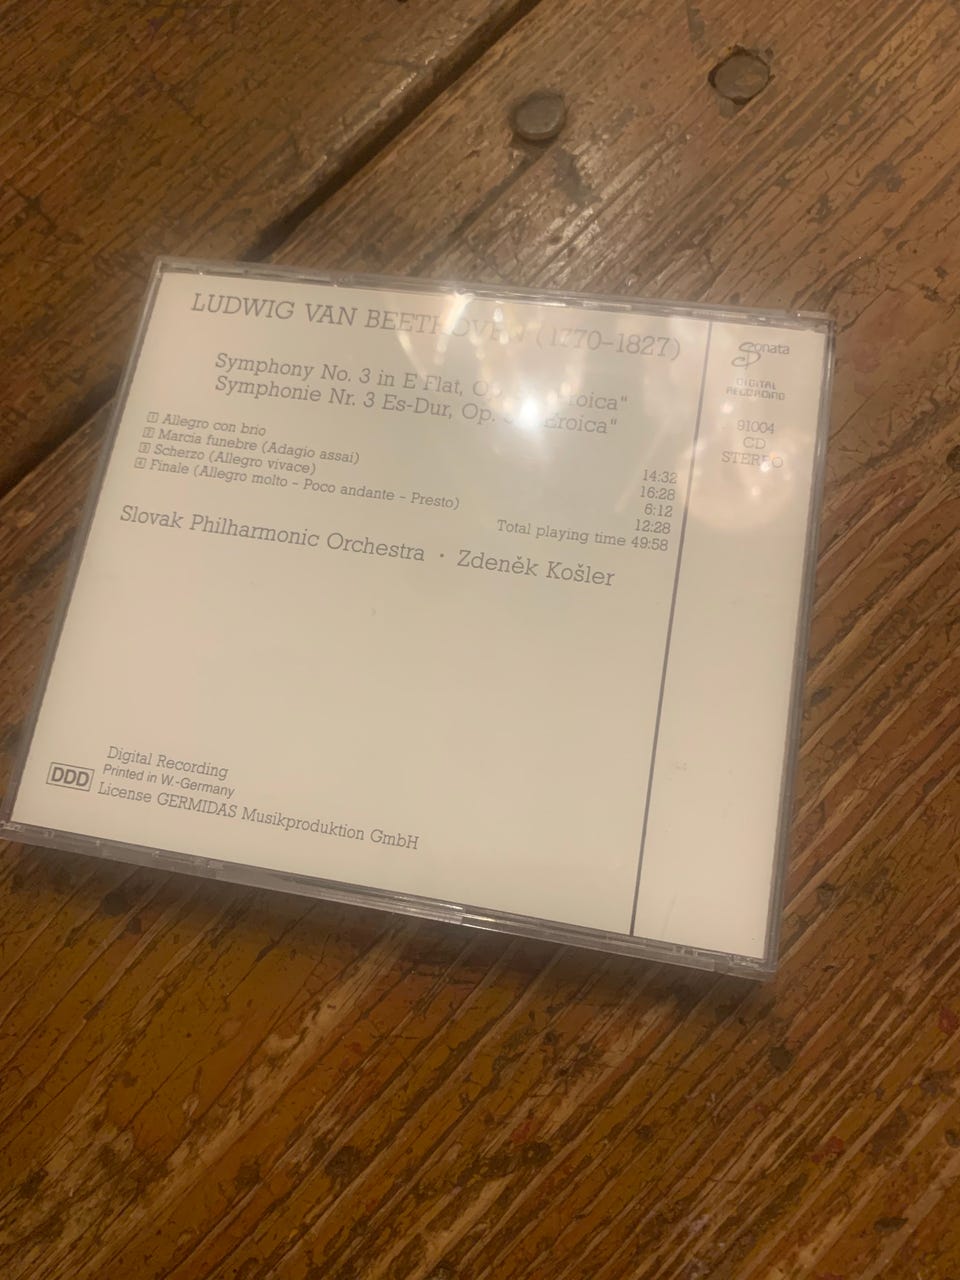 LUDWIG VAN BEETHOVEN (1770-1827)
Symphony No. 3 in E Flat, Op. "Eroica"
Symphonie Nr. 3 Es-Dur, Op. "Eroica"
1 Allegro con brio 14:32
2 Marcia funebre (Adagio assai) 16:28
3 Scherzo (Allegro vivace) 6:12
4 Finale (Allegro molto - Poco andante - Presto) 12:28
Total playing time 49:58
Slovak Philharmonic Orchestra · Zdeněk Košler
DDD
Digital Recording
Printed in W.-Germany
License GERMIDAS Musikproduktion GmbH
Sonata
DIGITAL
RECORDING
91004
CD
STEREO